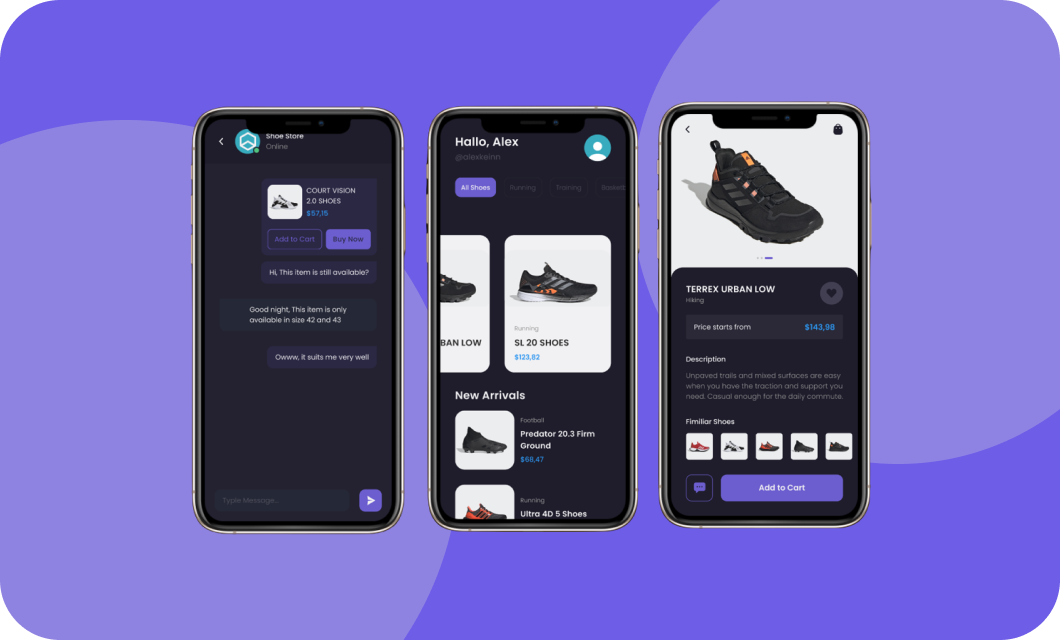 Shoe Store
Online
COURT VISION
2.0 SHOES
$57,15
Add to Cart
Buy Now
Hi, This item is still available?
Good night, This item is only
available in size 42 and 43
Owww, it suits me very well
Type Message...
Hallo, Alex
@alexkeinn
All Shoes
Running
Training
Basketb
BAN LOW
Running
SL 20 SHOES
$123,82
New Arrivals
Football
Predator 20.3 Firm
Ground
$68,47
Running
Ultra 4D 5 Shoes
TERREX URBAN LOW
Hiking
Price starts from
$143,98
Description
Unpaved trails and mixed surfaces are easy
when you have the traction and support you
need. Casual enough for the daily commute.
Fimiliar Shoes
Add to Cart